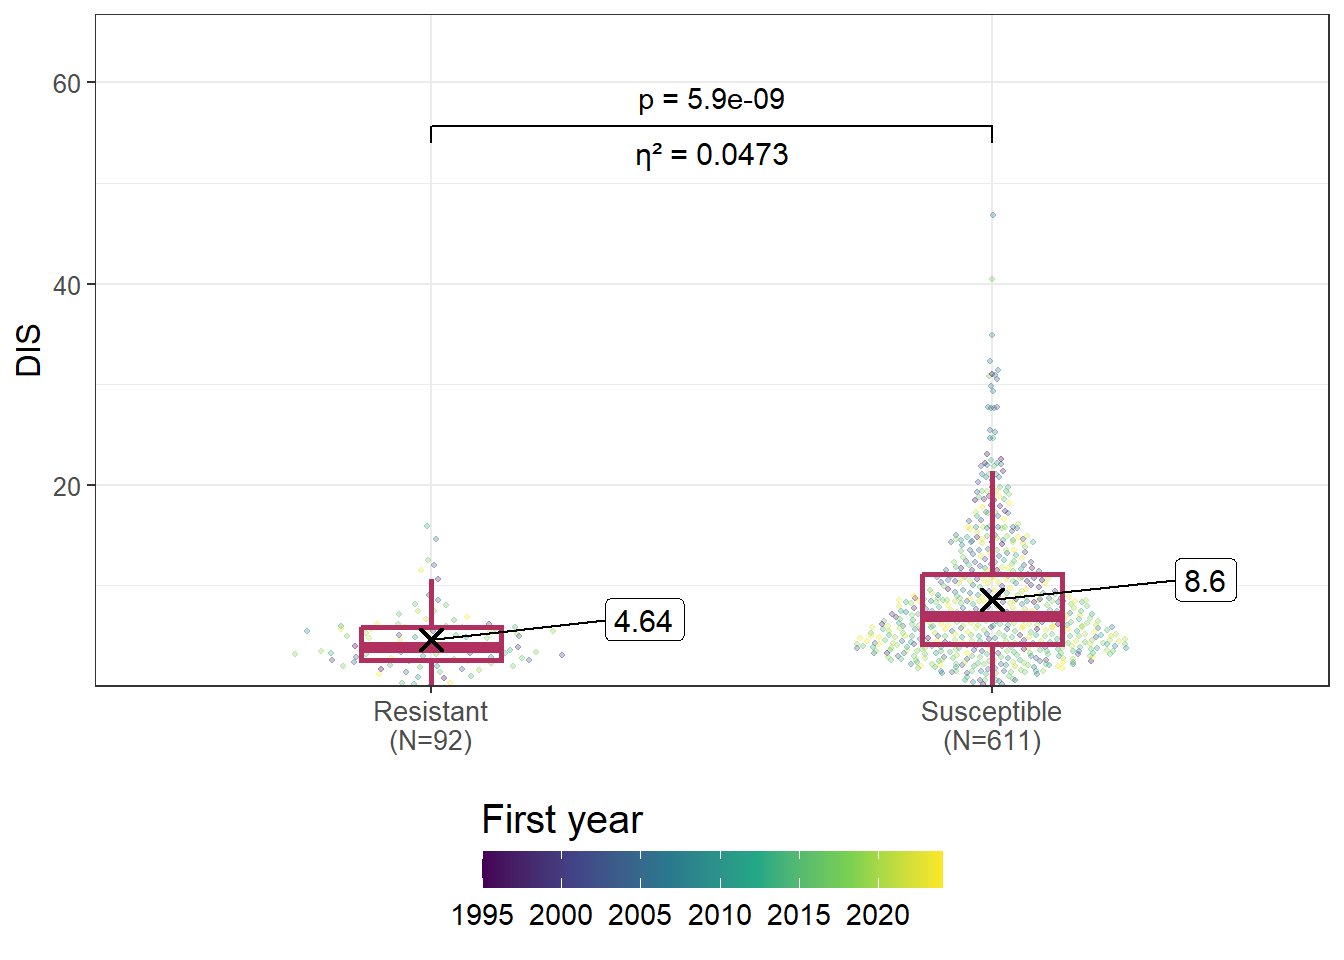 60
40
20
DIS
p = 5.9e-09
η² = 0.0473
4.64
8.6
Resistant
(N=92)
Susceptible
(N=611)
First year
1995 2000 2005 2010 2015 2020